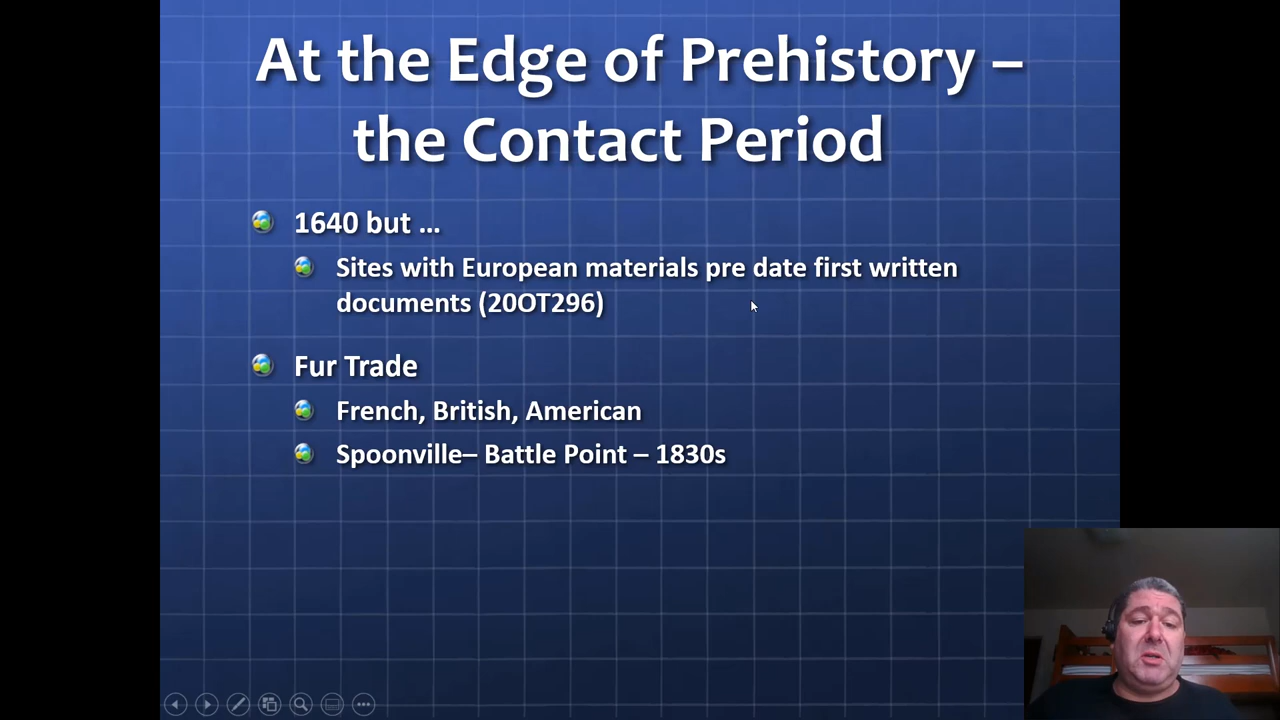 At the Edge of Prehistory –
the Contact Period
1640 but …
Sites with European materials pre date first written
documents (20OT296)
Fur Trade
French, British, American
Spoonville– Battle Point – 1830s